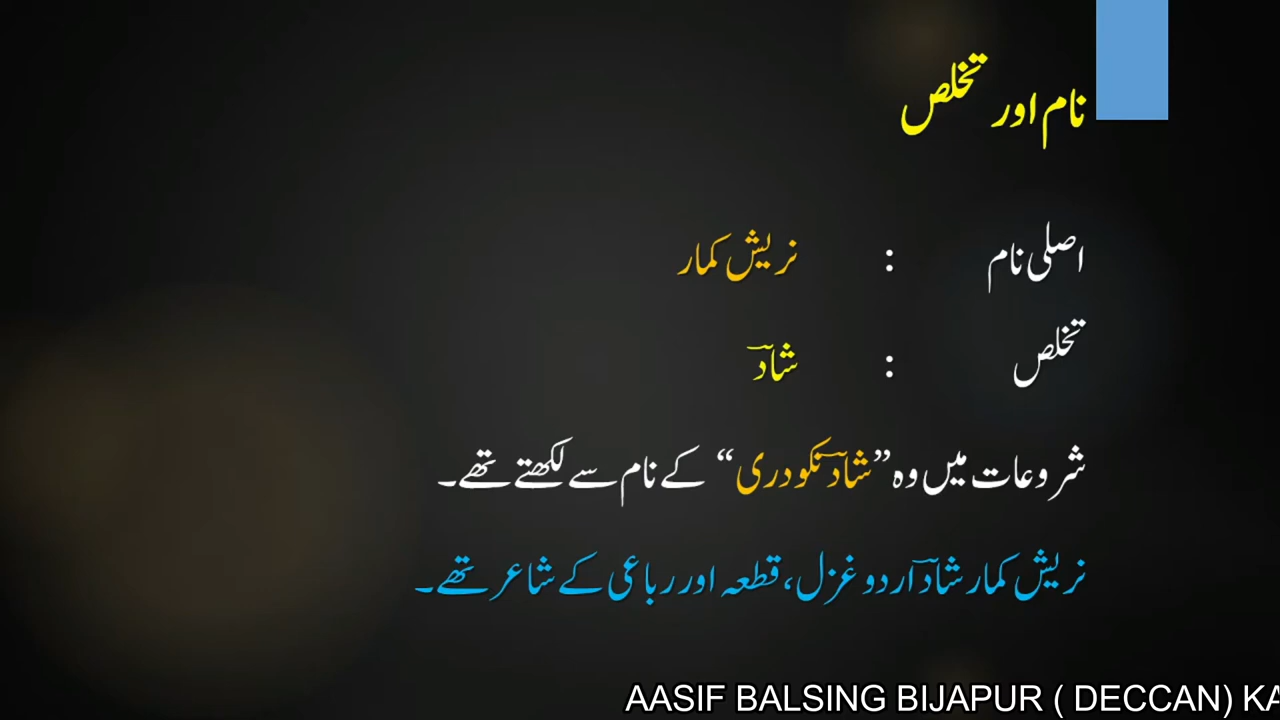 نام اور تخلص
اصلی نام : نریش کمار
تخلص : شادؔ
شروعات میں وہ ”شادؔ نکودری“ کے نام سے لکھتے تھے۔
نریش کمار شادؔ اردو غزل، قطعہ اور رباعی کے شاعر تھے۔
AASIF BALSING BIJAPUR ( DECCAN) KA